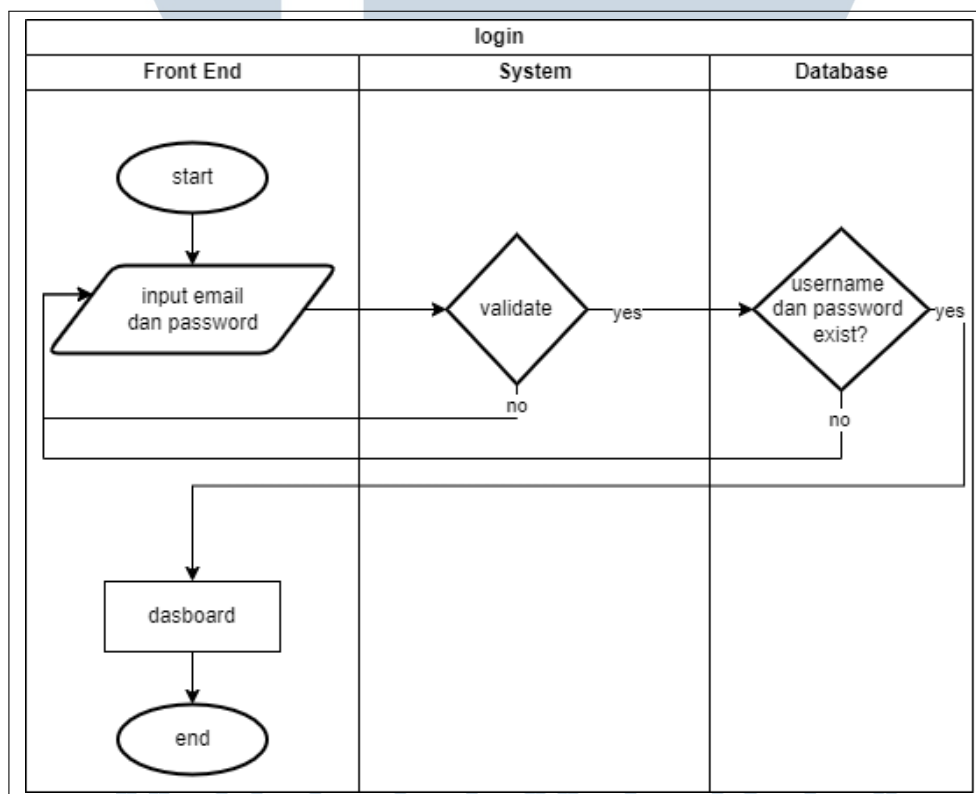 login
Front End
System
Database
start
input email
dan password
validate
yes
username
dan password
exist?
yes
no
no
dasboard
end